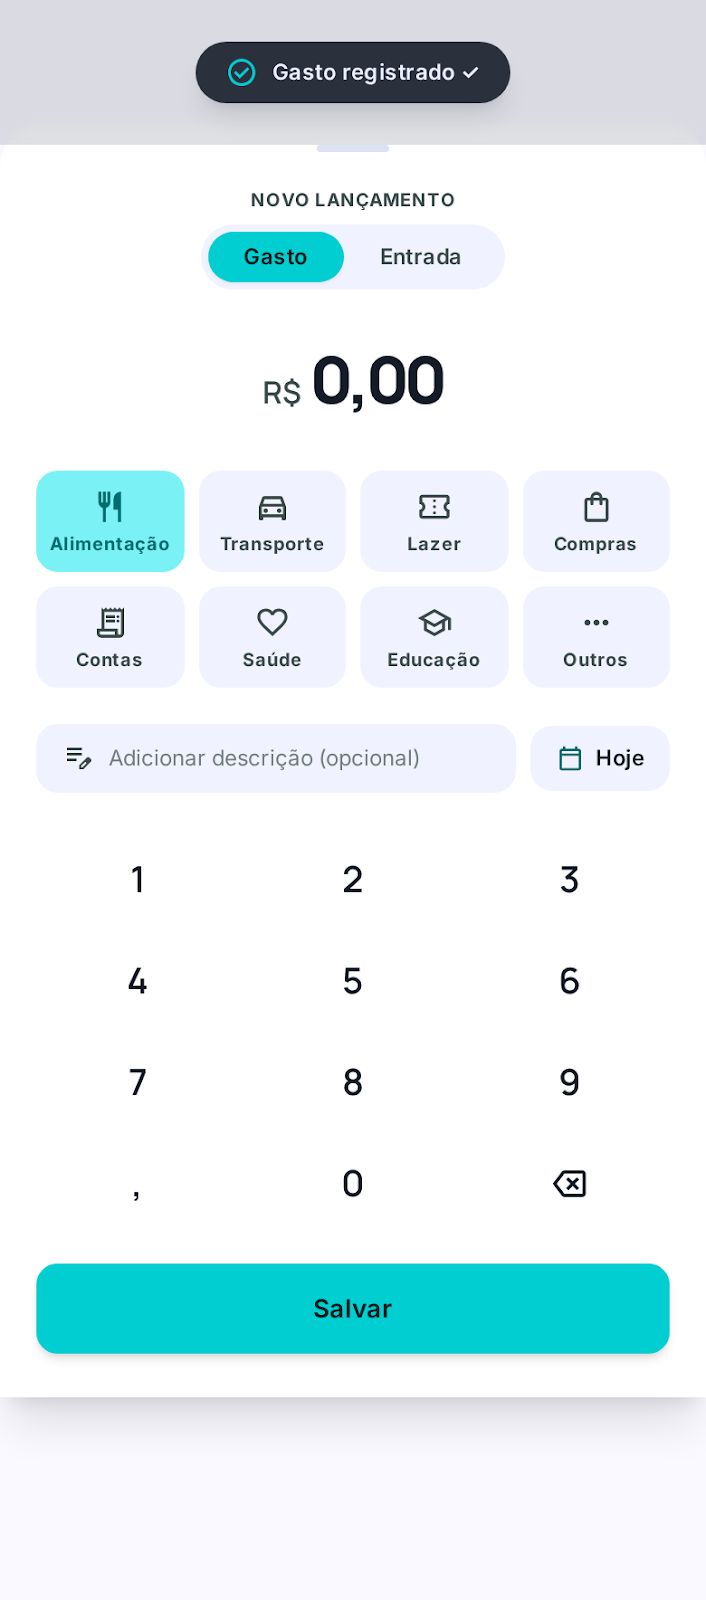 Gasto registrado ✓
NOVO LANÇAMENTO
Gasto Entrada
R$ 0,00
Alimentação Transporte Lazer Compras
Contas Saúde Educação Outros
Adicionar descrição (opcional) Hoje
1 2 3
4 5 6
7 8 9
, 0
Salvar